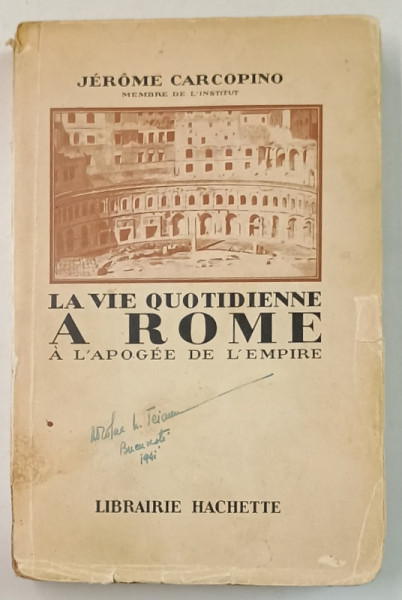 JÉRÔME CARCOPINO
MEMBRE DE L'INSTITUT
LA VIE QUOTIDIENNE
A ROME
À L'APOGÉE DE L'EMPIRE
1941
LIBRAIRIE HACHETTE